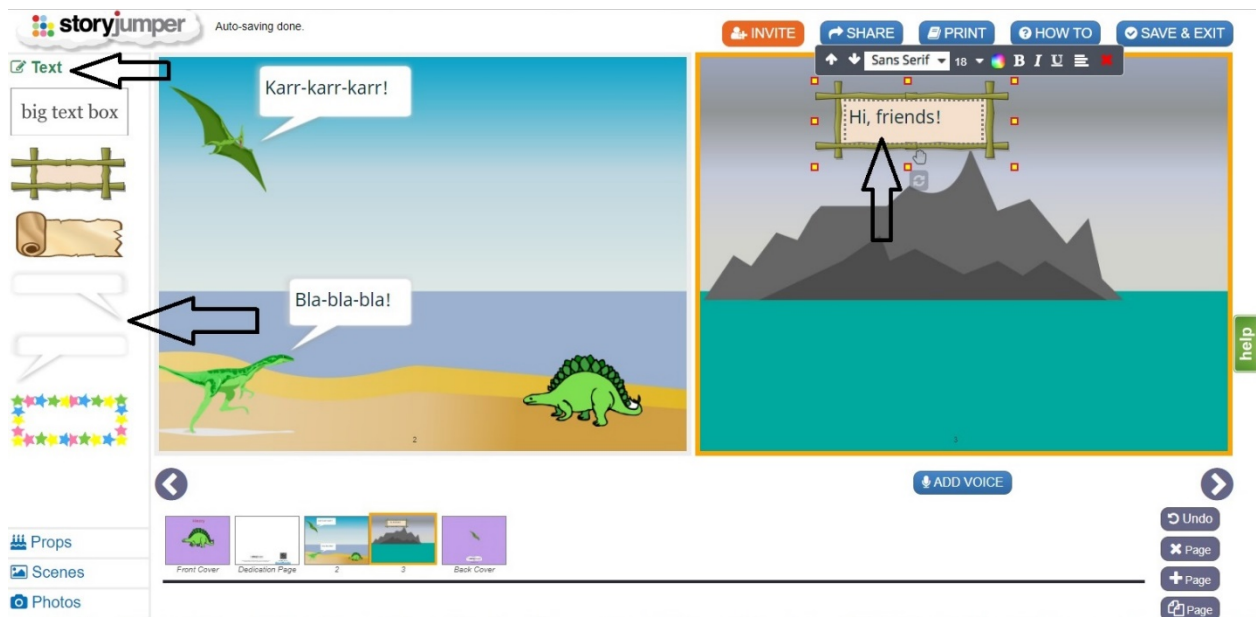 storyjumper
Auto-saving done.
INVITE
SHARE
PRINT
HOW TO
SAVE & EXIT
Text
Sans Serif
18
B I U
big text box
Karr-karr-karr!
Hi, friends!
Bla-bla-bla!
help
2
3
ADD VOICE
Undo
Props
Front Cover
Dedication Page
2
3
Back Cover
Page
Scenes
Page
Photos
Page